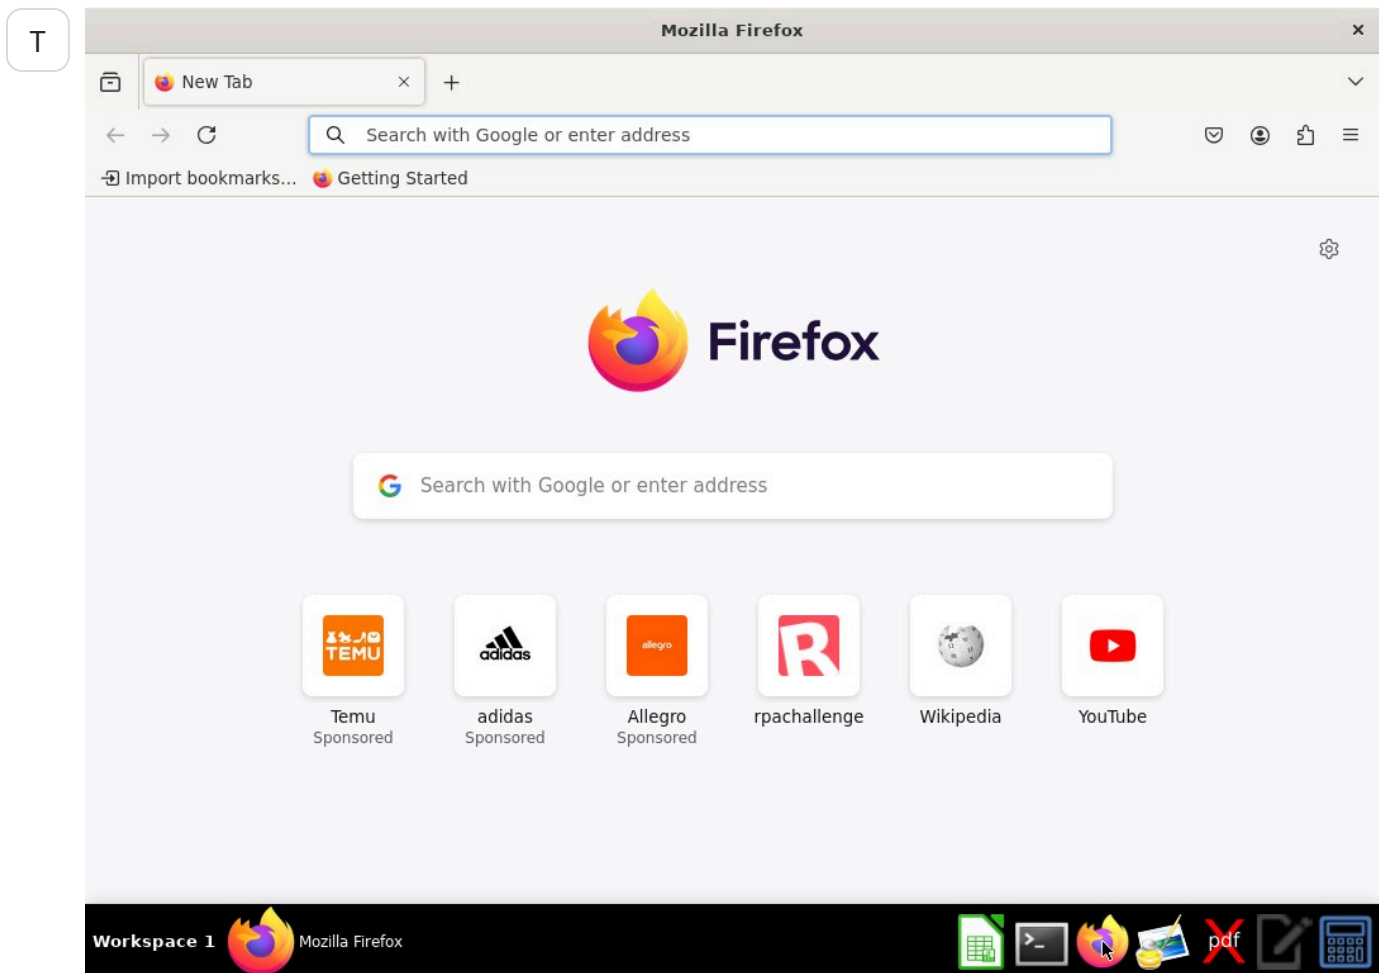 T
Mozilla Firefox
New Tab
Search with Google or enter address
Import bookmarks...
Getting Started
Firefox
Search with Google or enter address
TEMU
adidas
allegro
R
Temu
adidas
Allegro
rpachallenge
Wikipedia
YouTube
Sponsored
Sponsored
Sponsored
Workspace 1
Mozilla Firefox
>_
pdf